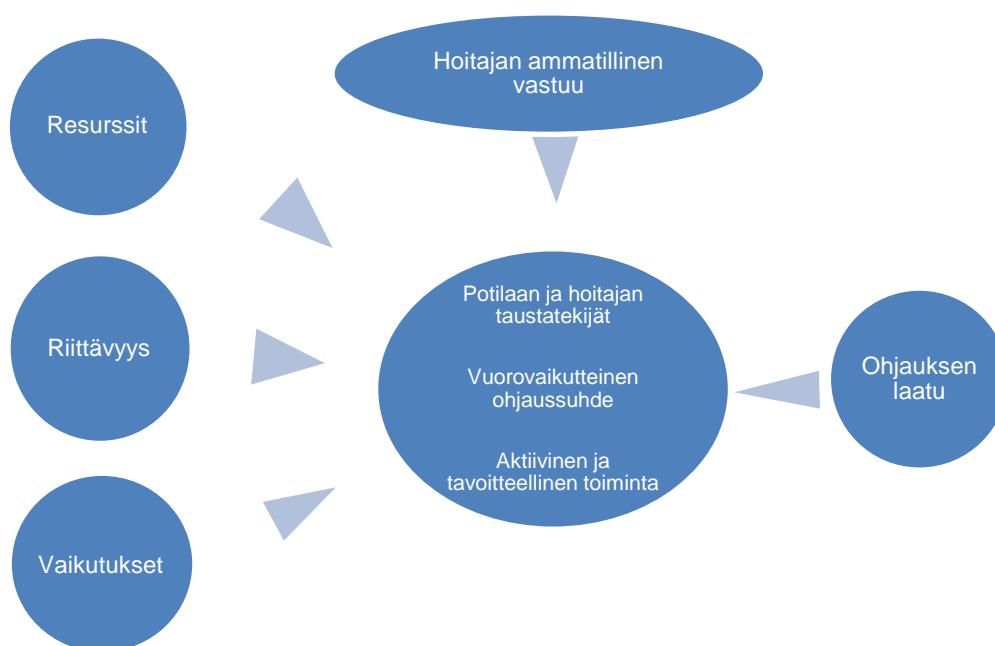 Hoitajan ammatillinen
vastuu
Resurssit
Riittävyys
Vaikutukset
Potilaan ja hoitajan
taustatekijät
Vuorovaikutteinen
ohjaussuhde
Aktiivinen ja
tavoitteellinen toiminta
Ohjauksen
laatu